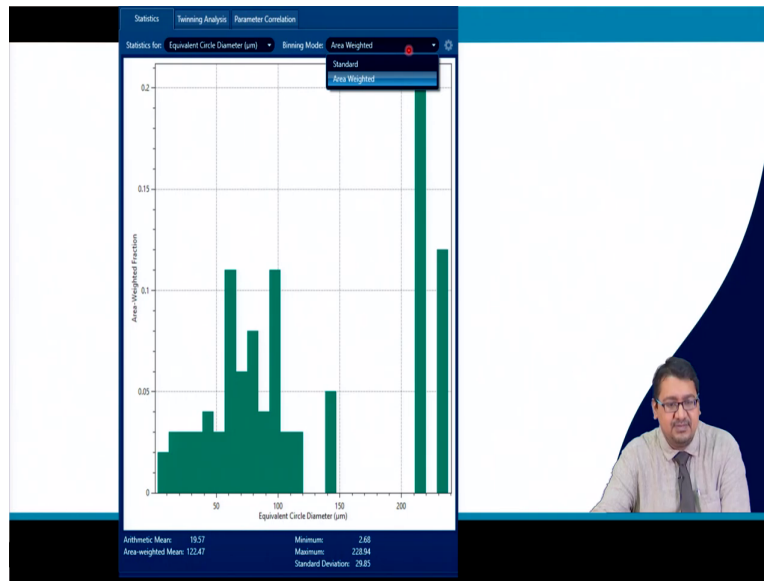 Statistics Twinning Analysis Parameter Correlation
Statistics for: Equivalent Circle Diameter (μm) Binning Mode: Area Weighted
Standard
Area Weighted
0.2
0.15
0.1
0.05
0
Area-Weighted Fraction
50 100 150 200
Equivalent Circle Diameter (μm)
Arithmetic Mean: 19.57 Minimum: 2.68
Area-weighted Mean: 122.47 Maximum: 228.94
Standard Deviation: 29.85